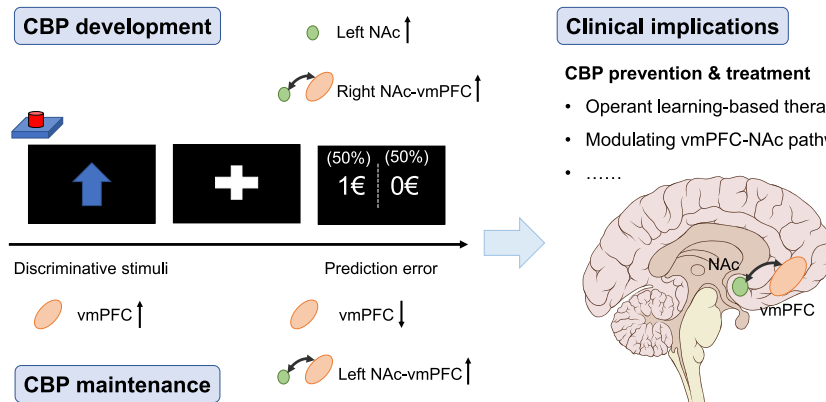 CBP development
Left NAc
Right NAc-vmPFC
(50%) (50%)
1€ 0€
Discriminative stimuli
Prediction error
vmPFC
vmPFC
Left NAc-vmPFC
CBP maintenance
Clinical implications
CBP prevention & treatment
• Operant learning-based thera
• Modulating vmPFC-NAc pathw
• ……
NAc
vmPFC